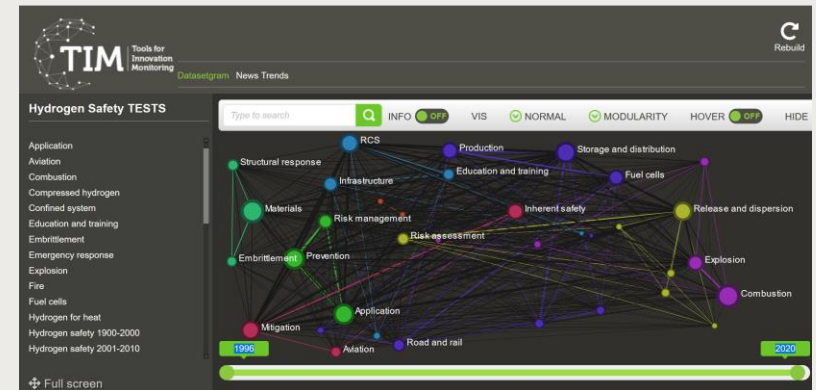 TIM
Tools for
Innovation
Monitoring
Rebuild
Datasetgram News Trends
Hydrogen Safety TESTS
Type to search
INFO OFF VIS NORMAL MODULARITY HOVER OFF HIDE
Application
Aviation
Combustion
Compressed hydrogen
Confined system
Education and training
Embrittlement
Emergency response
Explosion
Fire
Fuel cells
Hydrogen for heat
Hydrogen safety 1900-2000
Hydrogen safety 2001-2010
Full screen
RCS
Production
Storage and distribution
Structural response
Education and training
Fuel cells
Infrastructure
Materials
Inherent safety
Release and dispersion
Risk management
Risk assessment
Embrittlement
Prevention
Explosion
Combustion
Application
Mitigation
Aviation
Road and rail
1996
2020